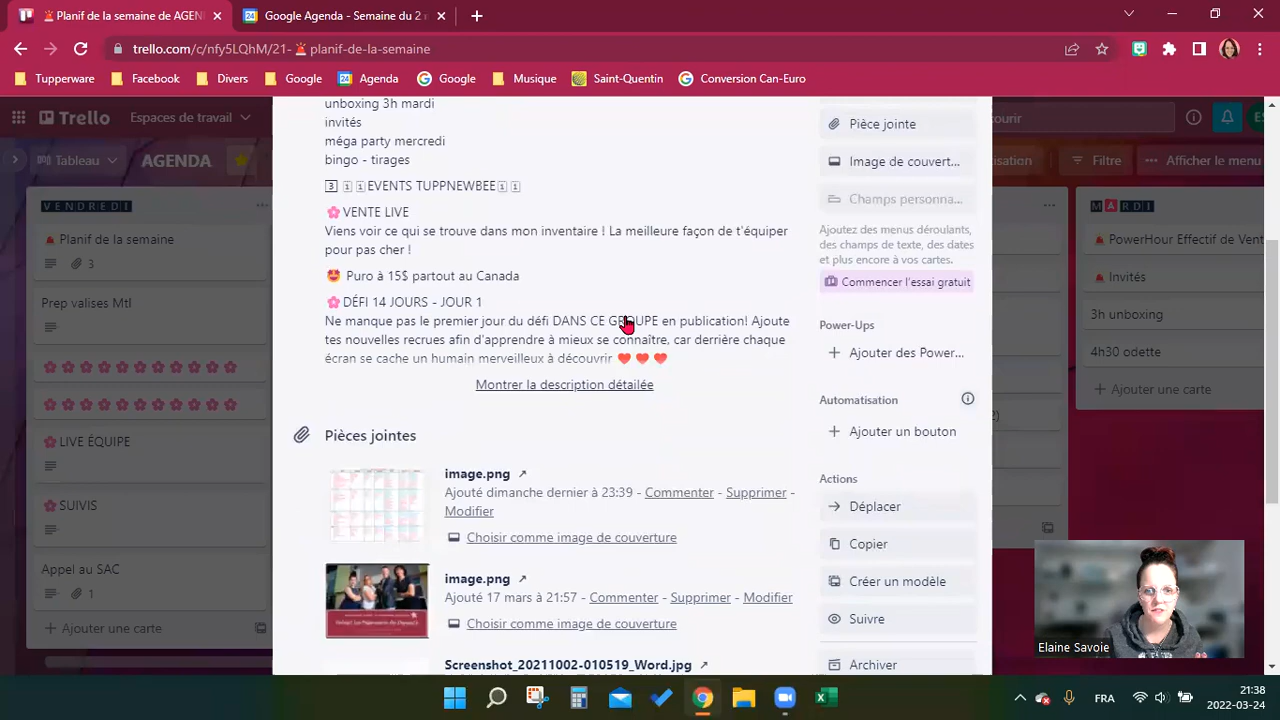 Planif de la semaine de AGEN
Google Agenda - Semaine du 2
trello.com/c/nfy5LQhM/21-🚨planif-de-la-semaine
Tupperware
Facebook
Divers
Google
Agenda
Google
Musique
Saint-Quentin
Conversion Can-Euro
Trello
Espaces de travail
courir
Tableau
AGENDA
Filtre
Afficher le menu
VENDREDI
Planif de la semaine
3
Prep valises Mtl
🌸🌸🌸🌸🌸🌸🌸🌸🌸🌸🌸
🌸🌸🌸🌸🌸🌸🌸🌸🌸🌸🌸
🌸LIVE ÉQUIPE
🌸SUIVIS
Appel au SAC
1
Ajouter une carte
unboxing 3h mardi
invités
méga party mercredi
bingo - tirages
3️⃣ EVENTS TUPPNEWBEE
🌸VENTE LIVE
Viens voir ce qui se trouve dans mon inventaire ! La meilleure façon de t'équiper
pour pas cher !
🤩 Puro à 15$ partout au Canada
🌸DÉFI 14 JOURS - JOUR 1
Ne manque pas le premier jour du défi DANS CE GROUPE en publication! Ajoute
tes nouvelles recrues afin d'apprendre à mieux se connaître, car derrière chaque
écran se cache un humain merveilleux à découvrir ♥️ ♥️ ♥️
Montrer la description détaillée
Pièces jointes
image.png ↗
Ajouté dimanche dernier à 23:39 - Commenter - Supprimer -
Modifier
Choisir comme image de couverture
image.png ↗
Ajouté 17 mars à 21:57 - Commenter - Supprimer - Modifier
Choisir comme image de couverture
Screenshot_20211002-010519_Word.jpg ↗
Pièce jointe
Image de couvert...
Champs personna...
Ajoutez des menus déroulants,
des champs de texte, des dates
et plus encore à vos cartes.
Commencer l'essai gratuit
Power-Ups
Ajouter des Power...
Automatisation
Ajouter un bouton
Actions
Déplacer
Copier
Créer un modèle
Suivre
Archiver
MARDI
PowerHour Effectif de Vent
Invités
3h unboxing
4h30 odette
Ajouter une carte
Elaine Savoie
FRA
21:38
2022-03-24